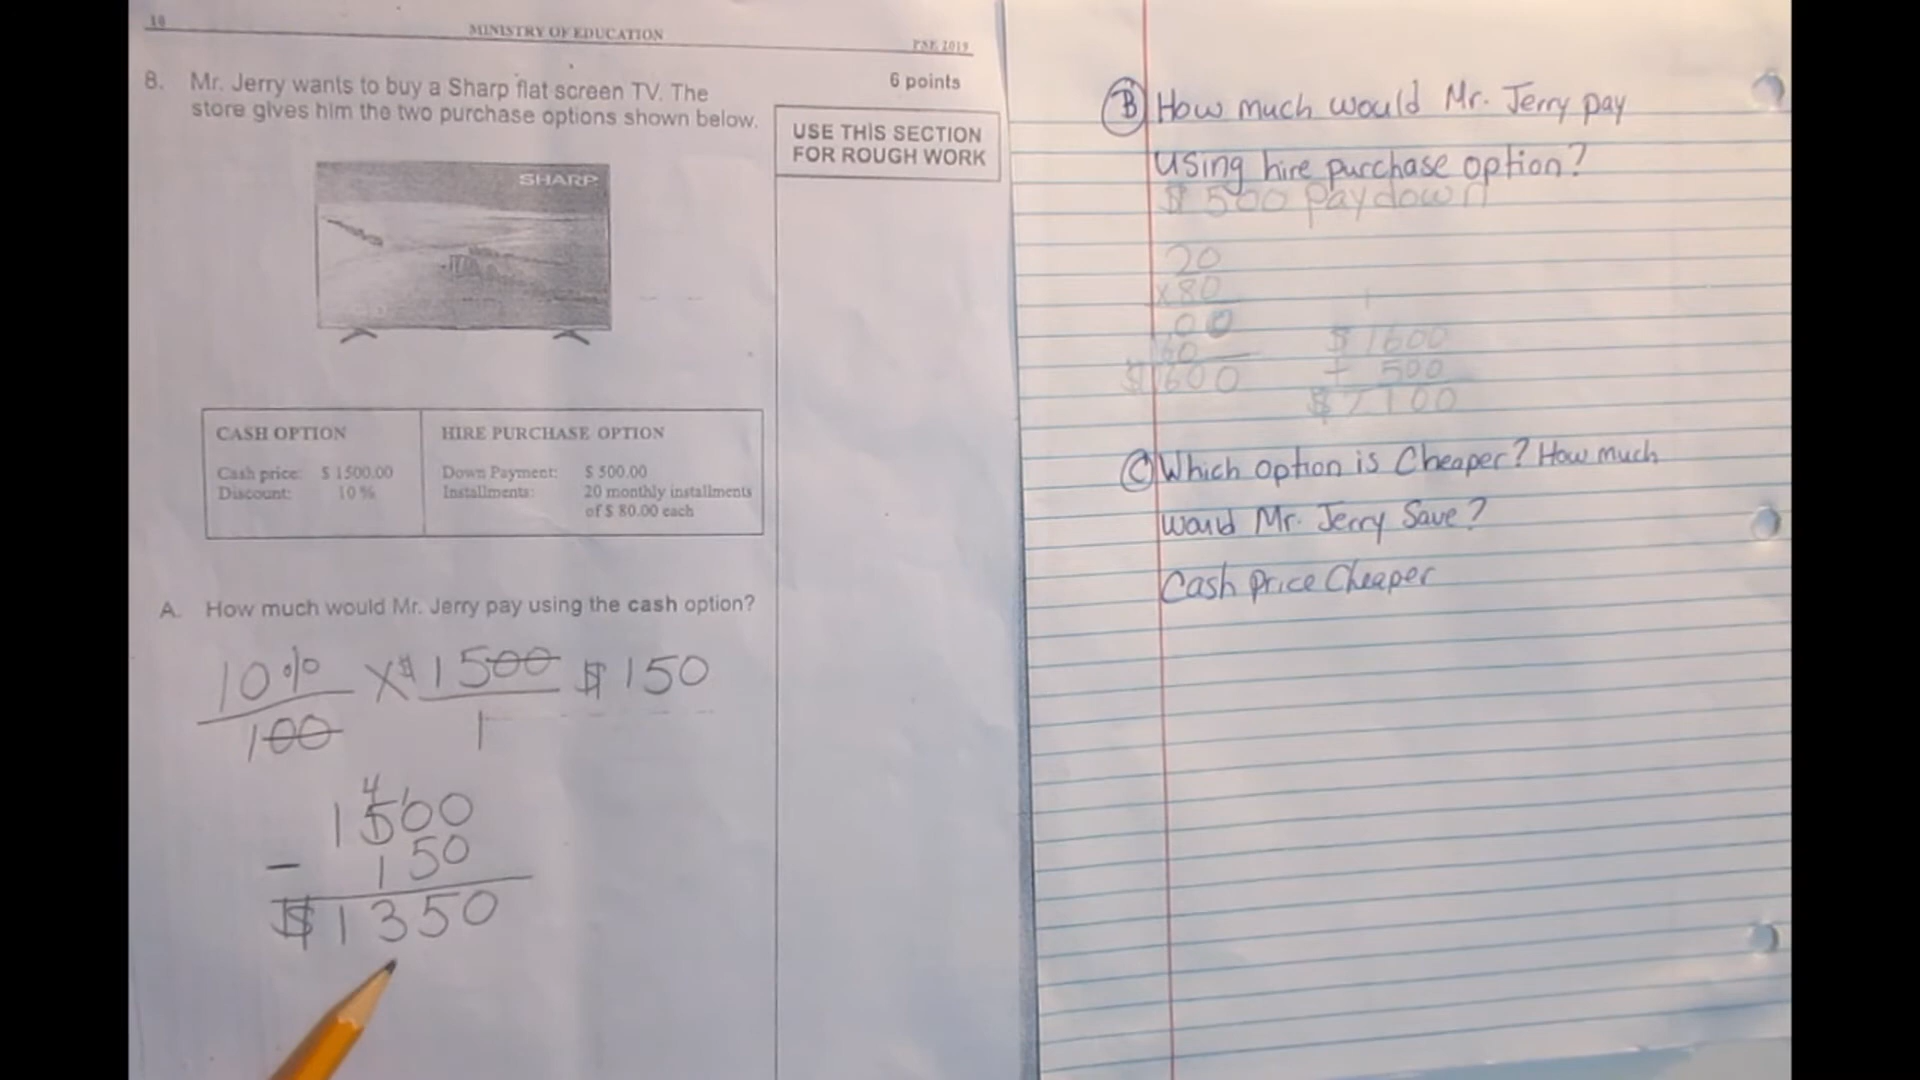 10
MINISTRY OF EDUCATION
PSE 2019
8. Mr. Jerry wants to buy a Sharp flat screen TV. The
store gives him the two purchase options shown below.
6 points
USE THIS SECTION
FOR ROUGH WORK
SHARP
CASH OPTION
Cash price: $ 1500.00
Discount: 10 %
HIRE PURCHASE OPTION
Down Payment: $ 500.00
Installments: 20 monthly installments
of $ 80.00 each
A. How much would Mr. Jerry pay using the cash option?
10% X $1500 $150
100 1
4 1
1500
- 150
$1350
B How much would Mr. Jerry pay
using hire purchase option?
$500 Paydown
20
x80
00
60
$1600
1
$1600
+ 500
$2100
C Which option is Cheaper? How much
would Mr. Jerry Save?
Cash Price Cheaper